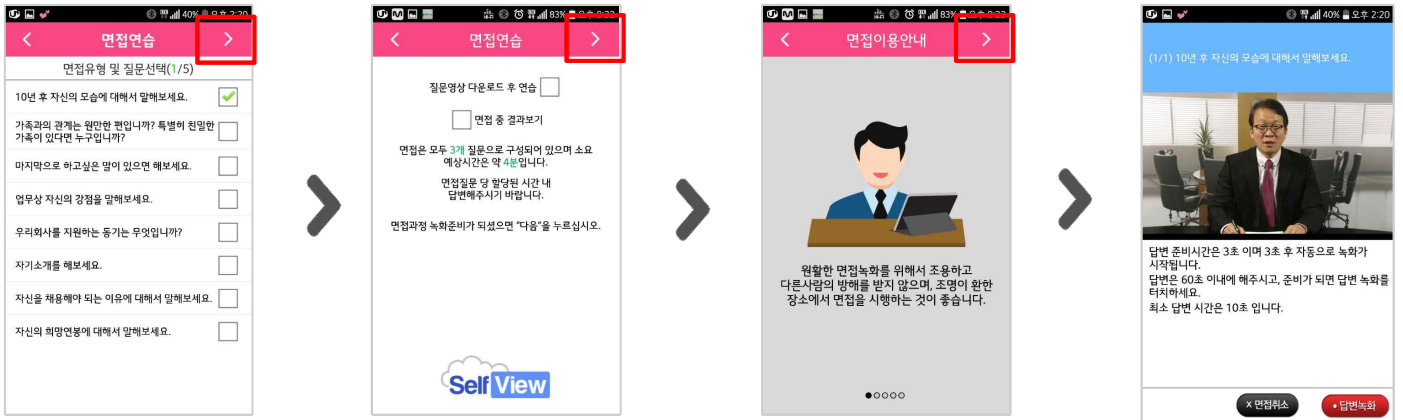 40% 오후 2:20
면접연습
면접유형 및 질문선택(1/5)
10년 후 자신의 모습에 대해서 말해보세요.
가족과의 관계는 원만한 편입니까? 특별히 친밀한
가족이 있다면 누구입니까?
마지막으로 하고싶은 말이 있으면 해보세요.
업무상 자신의 강점을 말해보세요.
우리회사를 지원하는 동기는 무엇입니까?
자기소개를 해보세요.
자신을 채용해야 되는 이유에 대해서 말해보세요.
자신의 희망연봉에 대해서 말해보세요.
83%
면접연습
질문영상 다운로드 후 연습
면접 중 결과보기
면접은 모두 3개 질문으로 구성되어 있으며 소요
예상시간은 약 4분입니다.
면접질문 당 할당된 시간 내
답변해주시기 바랍니다.
면접과정 녹화준비가 되셨으면 "다음"을 누르십시오.
Self View
83%
면접이용안내
원활한 면접녹화를 위해서 조용하고
다른사람의 방해를 받지 않으며, 조명이 환한
장소에서 면접을 시행하는 것이 좋습니다.
40% 오후 2:20
(1/1) 10년 후 자신의 모습에 대해서 말해보세요.
답변 준비시간은 3초 이며 3초 후 자동으로 녹화가
시작됩니다.
답변은 60초 이내에 해주시고, 준비가 되면 답변 녹화를
터치하세요.
최소 답변 시간은 10초 입니다.
X 면접취소
• 답변녹화